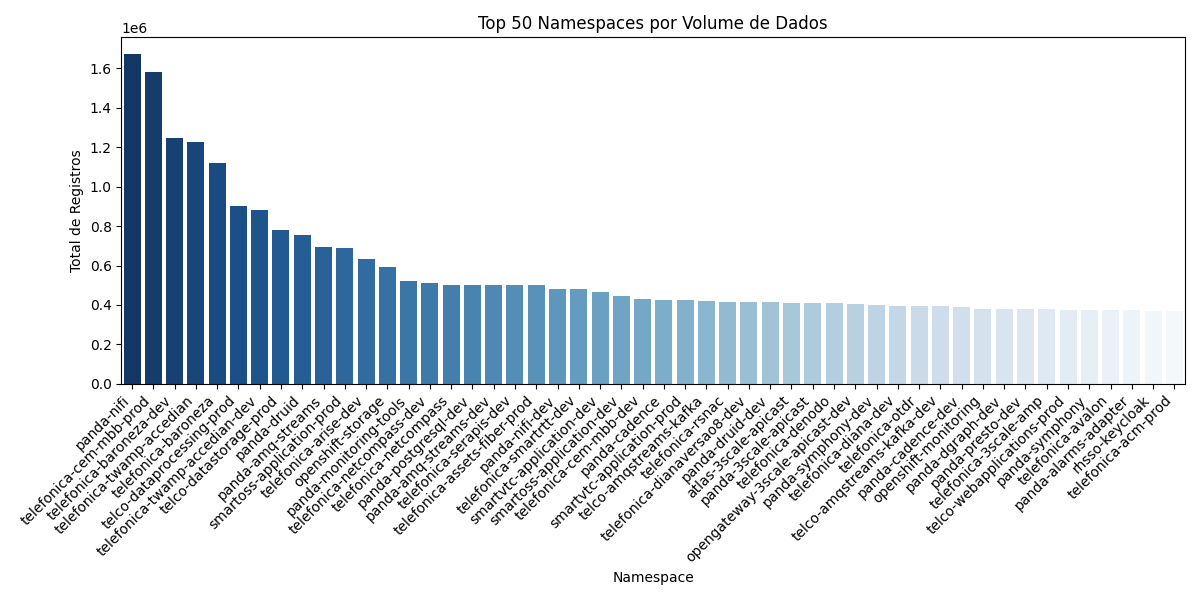 Top 50 Namespaces por Volume de Dados
1e6
Total de Registros
1.6
1.4
1.2
1.0
0.8
0.6
0.4
0.2
0.0
panda-nifi
telefonica-cem-mbb-prod
telefonica-baroneza-dev
telefonica-twamp-accedian
telefonica-baroneza
telco-dataprocessing-prod
telefonica-twamp-accedian-dev
telco-datastorage-prod
panda-druid
panda-amq-streams
smartoss-application-prod
telefonica-arise-dev
openshift-storage
panda-monitoring-tools
telefonica-netcompass-dev
telefonica-netcompass
panda-postgresql-dev
panda-amq-streams-dev
telefonica-serapis-dev
telefonica-assets-fiber-prod
panda-nifi-dev
telefonica-smartrtt-dev
smartvfc-application-dev
smartoss-application-dev
telefonica-cem-mbb-dev
panda-cadence
smartvfc-application-prod
telco-amqstreams-kafka
telefonica-rsnac
telefonica-dianaversao8-dev
panda-druid-dev
atlas-3scale-apicast
panda-3scale-apicast
telefonica-denodo
opengateway-3scale-apicast-dev
panda-symphony-dev
telefonica-diana-dev
telefonica-otdr
telco-amqstreams-kafka-dev
panda-cadence-dev
openshift-monitoring
panda-dgraph-dev
panda-presto-dev
telefonica-3scale-amp
telco-webapplications-prod
panda-symphony
telefonica-avalon
panda-alarms-adapter
rhsso-keycloak
telefonica-acm-prod
Namespace